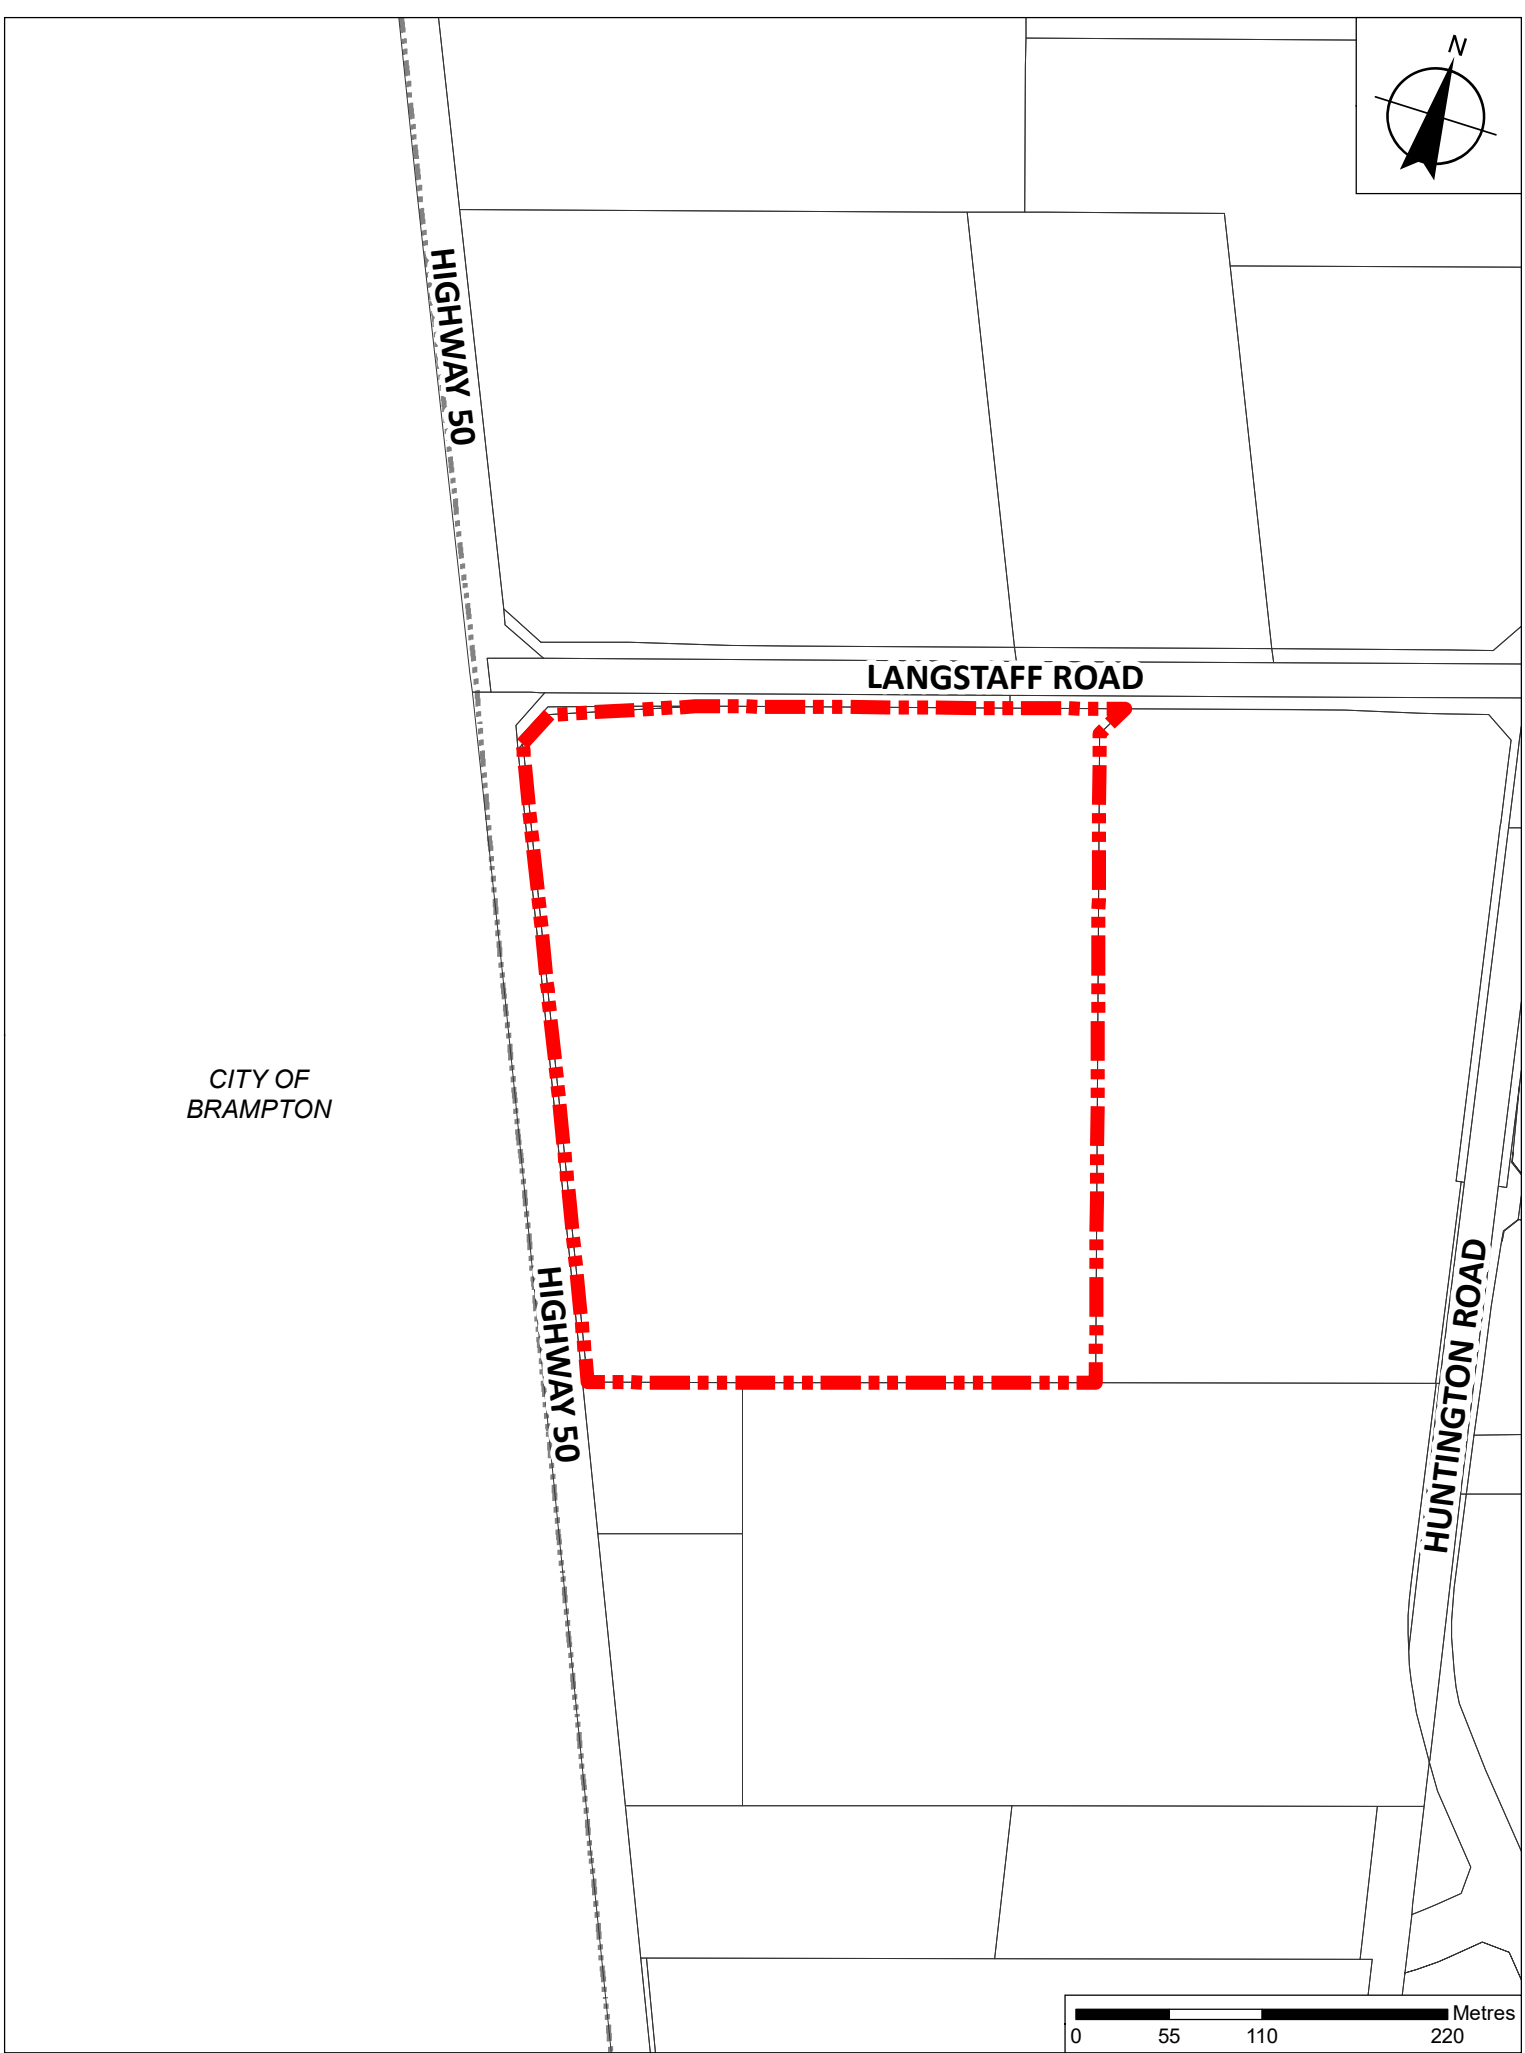 N
HIGHWAY 50
LANGSTAFF ROAD
CITY OF
BRAMPTON
HIGHWAY 50
HUNTINGTON ROAD
Metres
0 55 110 220